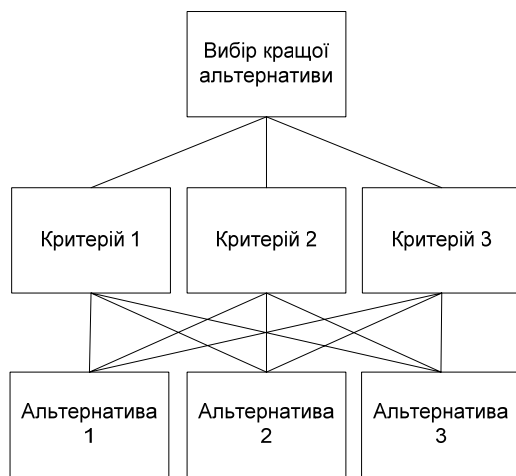 Вибір кращої
альтернативи
Критерій 1
Критерій 2
Критерій 3
Альтернатива
1
Альтернатива
2
Альтернатива
3